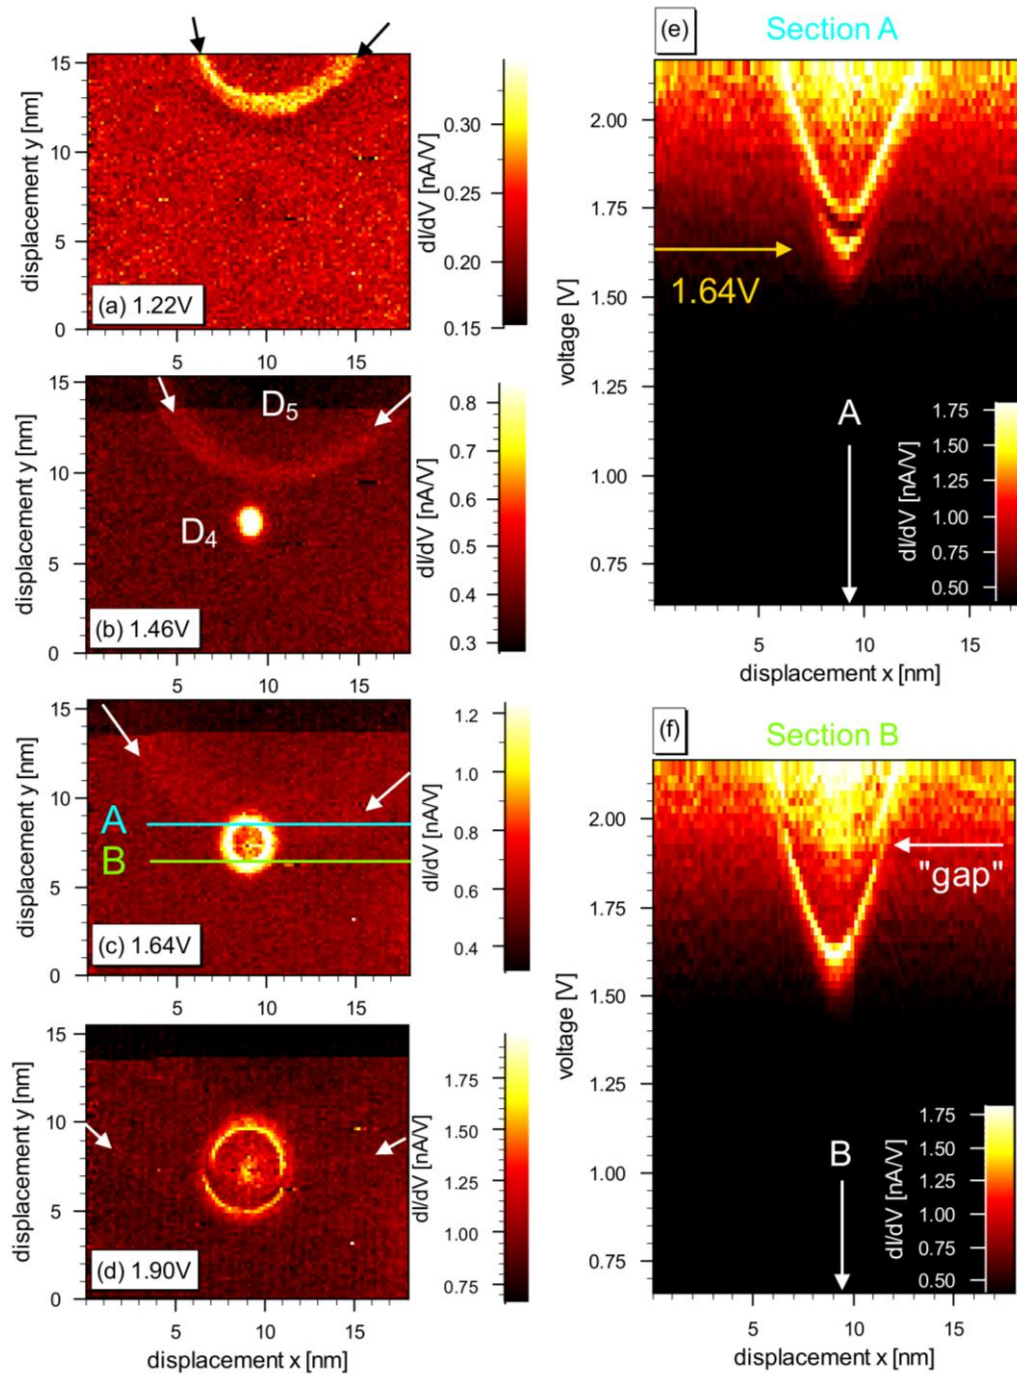 15
10
5
0
displacement y [nm]
(a) 1.22V
5
10
15
0.30
0.25
0.20
0.15
dI/dV [nA/V]
15
10
5
0
displacement y [nm]
D5
D4
(b) 1.46V
5
10
15
0.8
0.7
0.6
0.5
0.4
0.3
dI/dV [nA/V]
15
10
5
0
displacement y [nm]
A
B
(c) 1.64V
5
10
15
1.2
1.0
0.8
0.6
0.4
dI/dV [nA/V]
15
10
5
0
displacement y [nm]
(d) 1.90V
5
10
15
displacement x [nm]
1.75
1.50
1.25
1.00
0.75
dI/dV [nA/V]
(e)
Section A
2.00
1.75
1.50
1.25
1.00
0.75
voltage [V]
1.64V
A
1.75
1.50
1.25
1.00
0.75
0.50
dI/dV [nA/V]
5
10
15
displacement x [nm]
(f)
Section B
2.00
1.75
1.50
1.25
1.00
0.75
voltage [V]
"gap"
B
1.75
1.50
1.25
1.00
0.75
0.50
dI/dV [nA/V]
5
10
15
displacement x [nm]